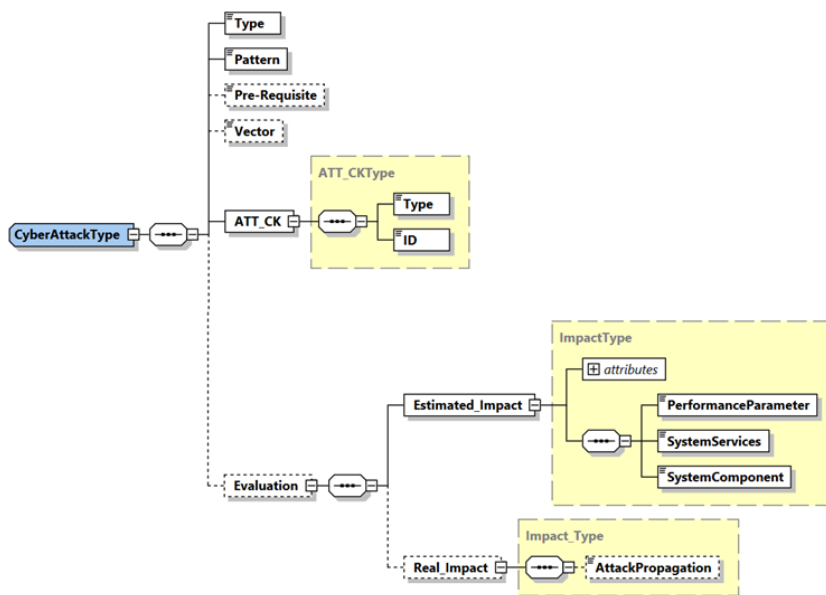 Type
Pattern
Pre-Requisite
Vector
ATT_CKType
Type
CyberAttackType
ATT_CK
ID
ImpactType
attributes
Estimated_Impact
PerformanceParameter
SystemServices
SystemComponent
Evaluation
Impact_Type
Real_Impact
AttackPropagation